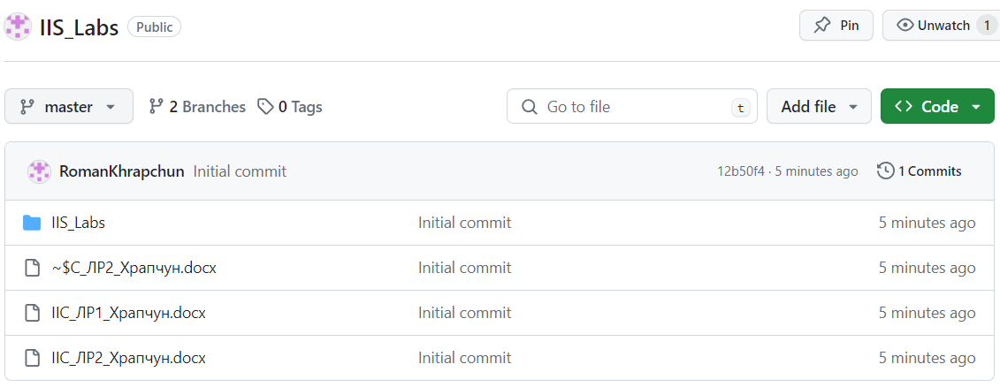 IIS_Labs Public Pin Unwatch 1
master 2 Branches 0 Tags Go to file t Add file Code
RomanKhrapchun Initial commit 12b50f4 · 5 minutes ago 1 Commits
IIS_Labs Initial commit 5 minutes ago
~$С_ЛР2_Храпчун.docx Initial commit 5 minutes ago
ІІС_ЛР1_Храпчун.docx Initial commit 5 minutes ago
ІІС_ЛР2_Храпчун.docx Initial commit 5 minutes ago